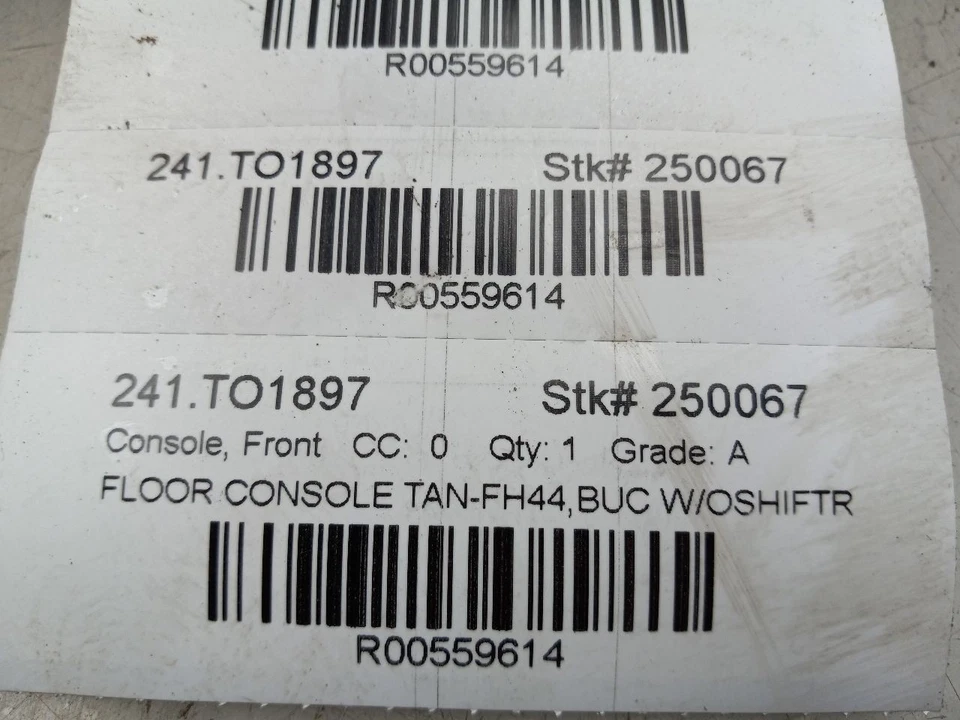 R00559614
241.TO1897 Stk# 250067
R00559614
241.TO1897 Stk# 250067
Console, Front CC: 0 Qty: 1 Grade: A
FLOOR CONSOLE TAN-FH44,BUC W/OSHIFTR
R00559614